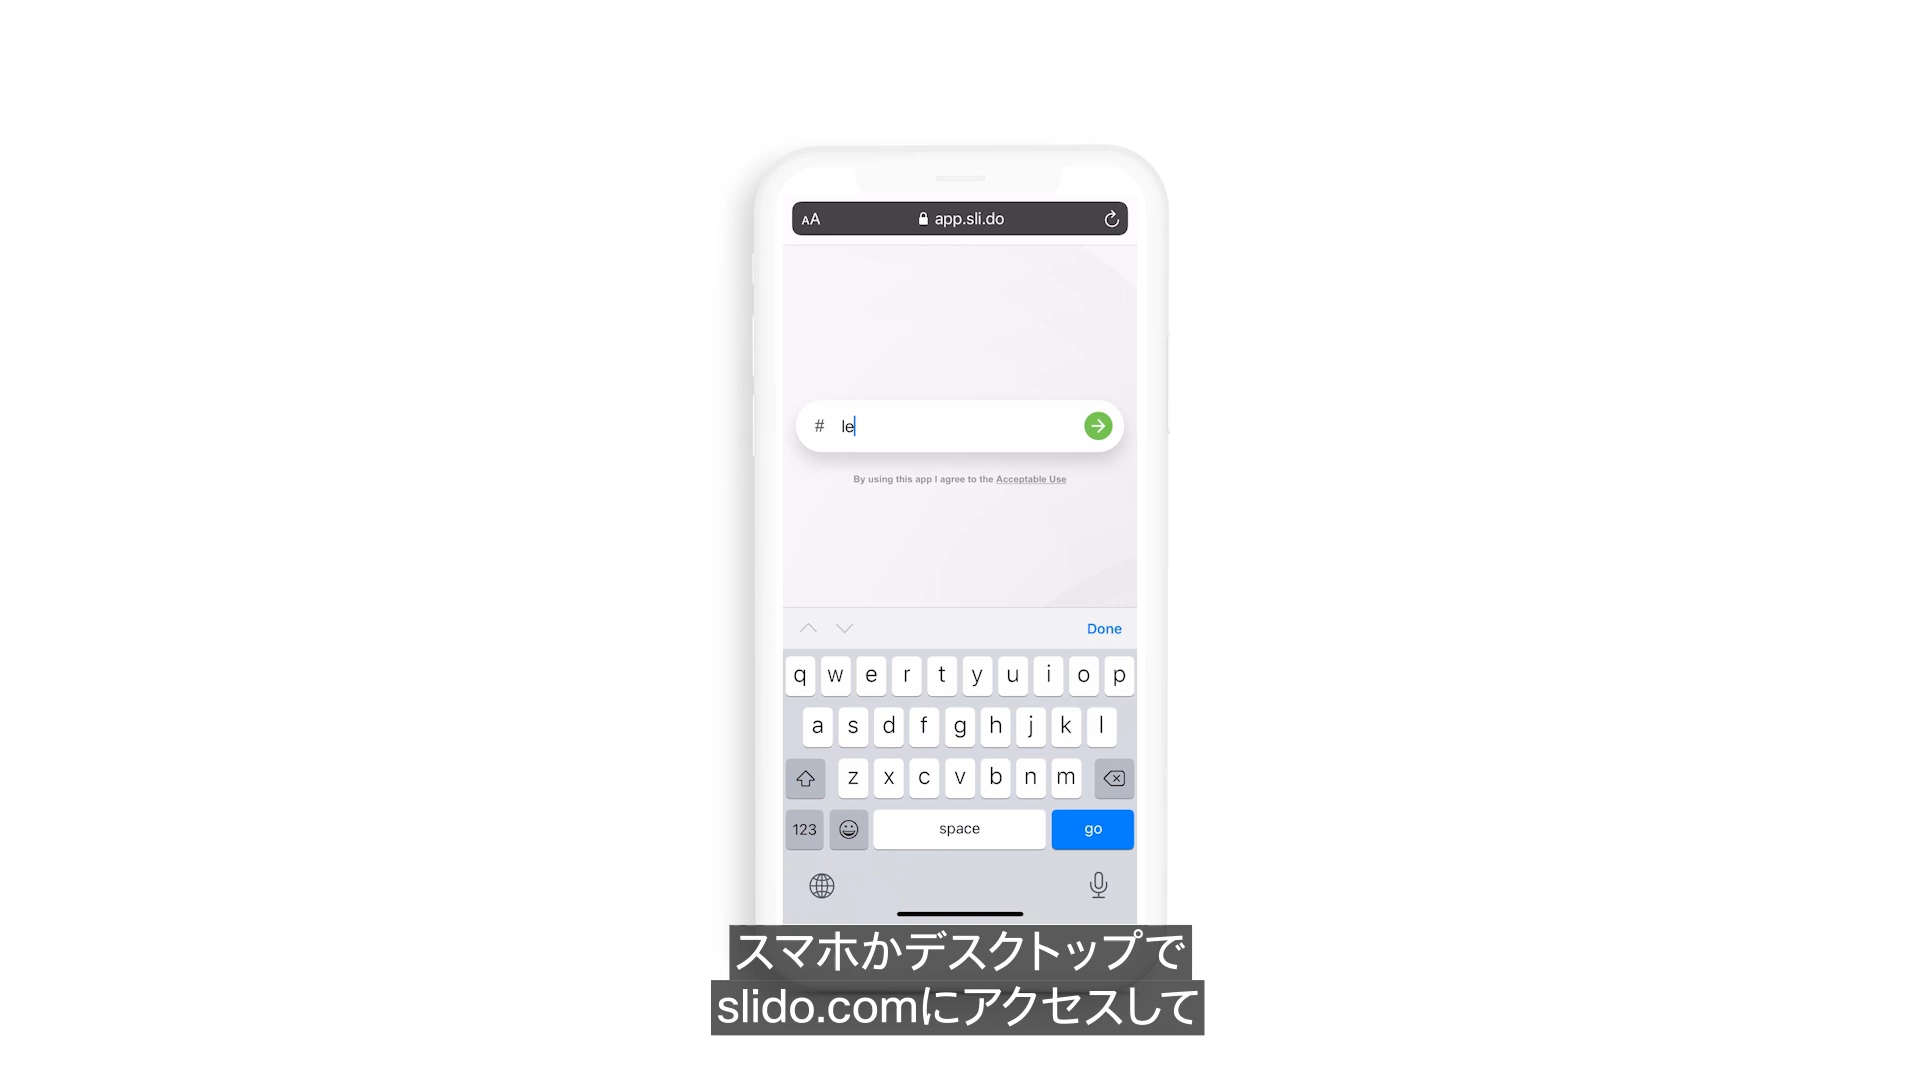 AA app.sli.do
# le
By using this app I agree to the Acceptable Use
Done
q w e r t y u i o p
a s d f g h j k l
z x c v b n m
123 space go
スマホかデスクトップで
slido.comにアクセスして